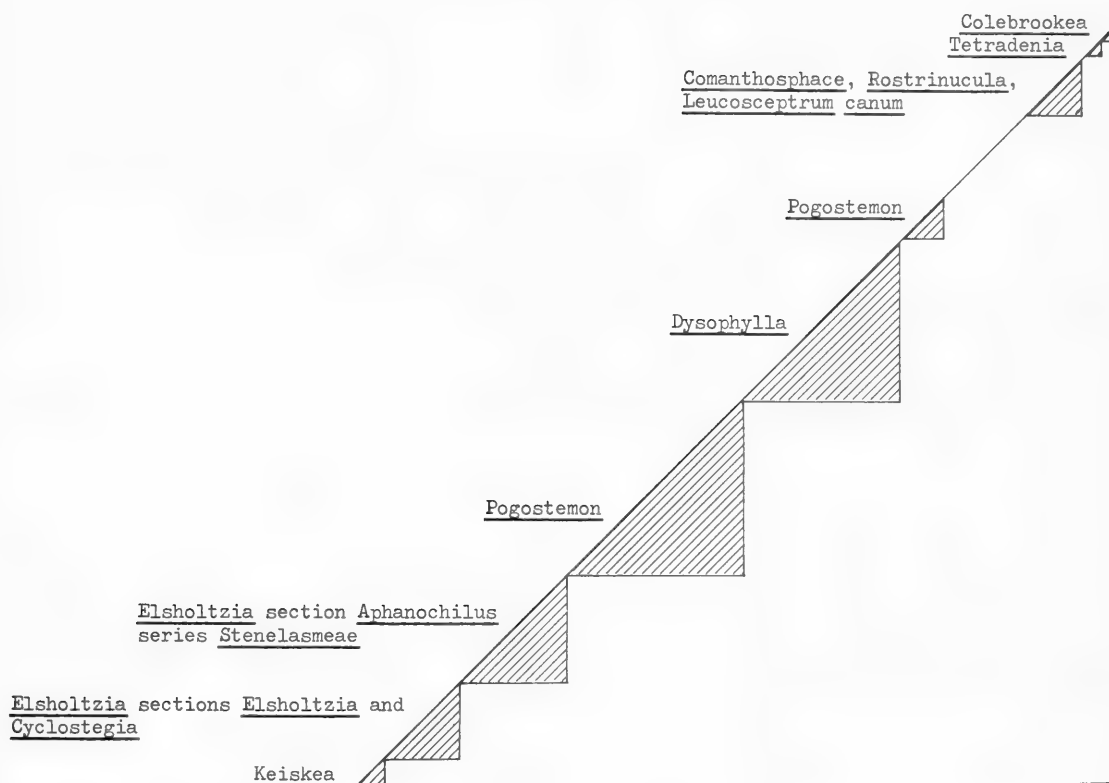 Colebrookea
Tetradenia
Comanthosphace, Rostrinucula,
Leucosceptrum canum
Pogostemon
Dysophylla
Pogostemon
Elsholtzia section Aphanochilus
series Stenelasmeae
Elsholtzia sections Elsholtzia and
Cyclostegia
Keiskea